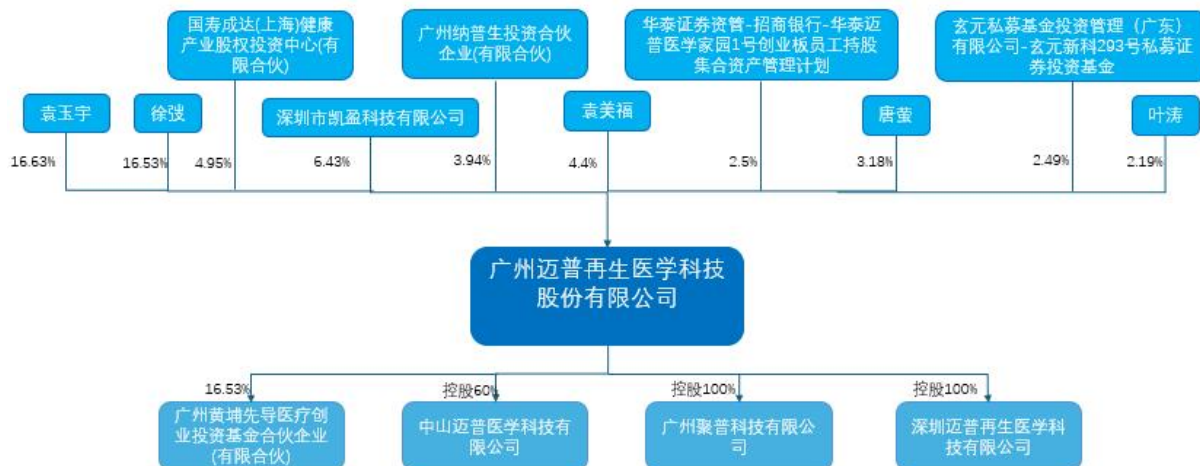 国寿成达(上海)健康
产业股权投资中心(有
限合伙)
广州纳普生投资合伙
企业(有限合伙)
华泰证券资管-招商银行-华泰迈
普医学家园1号创业板员工持股
集合资产管理计划
玄元私募基金投资管理（广东）
有限公司-玄元新科293号私募证
券投资基金
袁玉宇
徐弢
深圳市凯盈科技有限公司
袁美福
唐莹
叶涛
16.63%
16.53%
4.95%
6.43%
3.94%
4.4%
2.5%
3.18%
2.49%
2.19%
广州迈普再生医学科技
股份有限公司
16.53%
控股60%
控股100%
控股100%
广州黄埔先导医疗创
业投资基金合伙企业
(有限合伙)
中山迈普医学科技有
限公司
广州聚普科技有限公
司
深圳迈普再生医学科
技有限公司